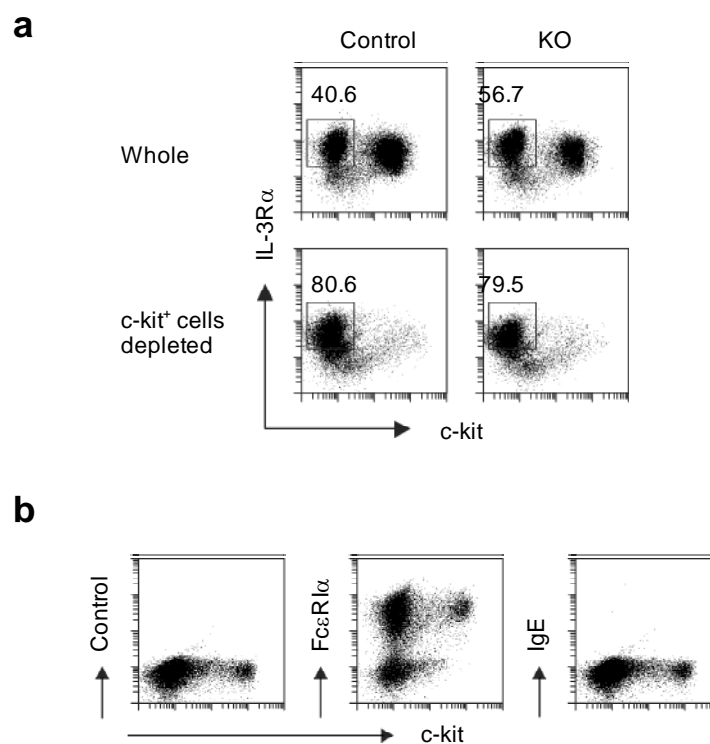 a
Control KO
Whole
40.6 56.7
IL-3Rα
c-kit⁺ cells
depleted
80.6 79.5
c-kit
b
Control
FcεRIα
IgE
c-kit